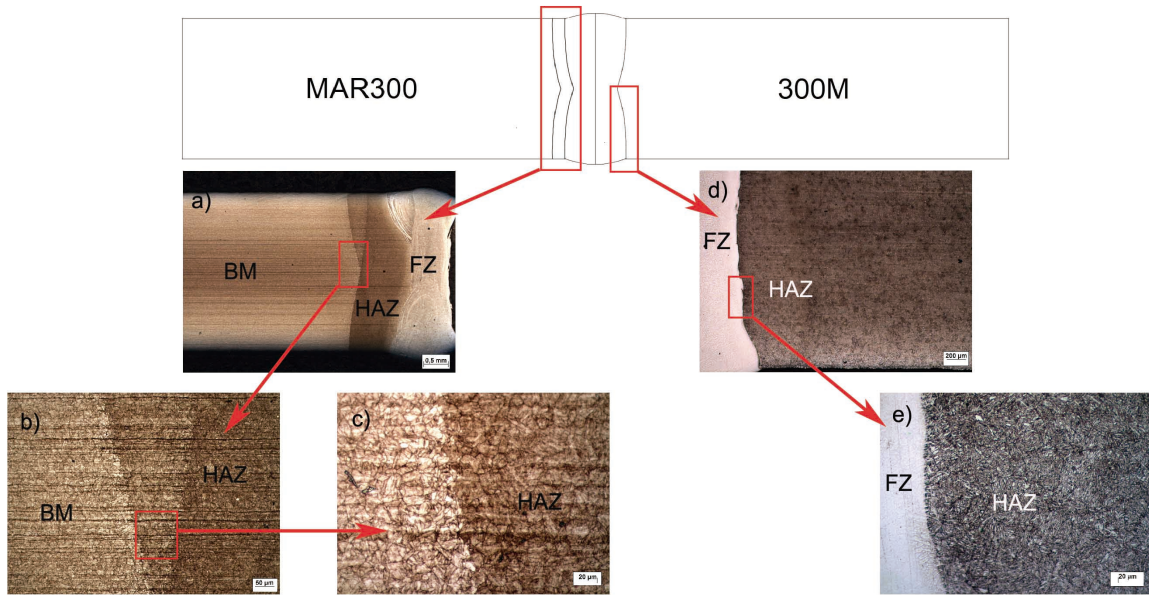 MAR300
300M
a)
BM
HAZ
FZ
0,5 mm
d)
FZ
HAZ
200 µm
b)
BM
HAZ
50 µm
c)
HAZ
20 µm
e)
FZ
HAZ
20 µm